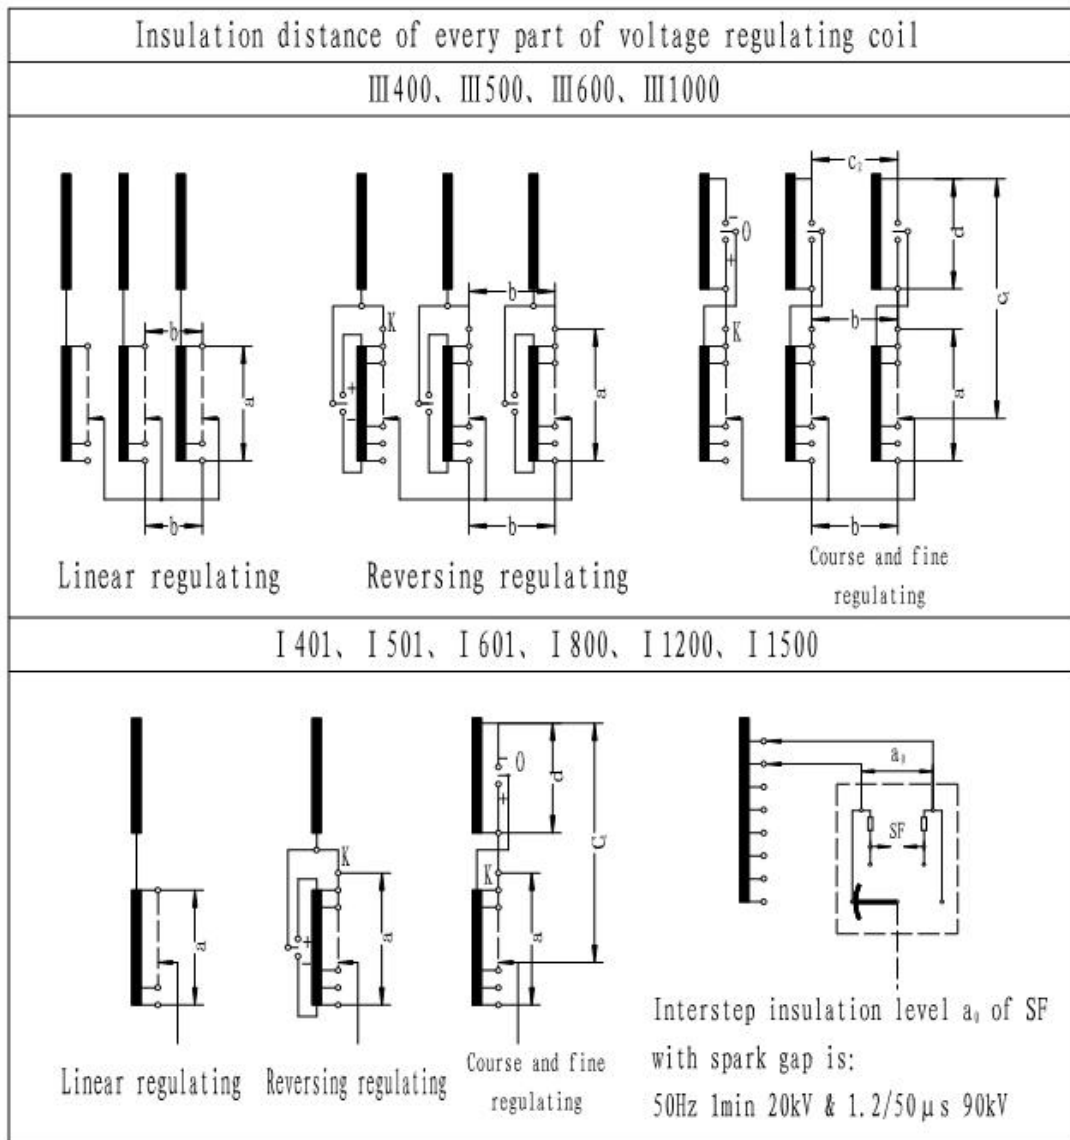 Insulation distance of every part of voltage regulating coil
Ⅲ400、Ⅲ500、Ⅲ600、Ⅲ1000
b
a
b
Linear regulating
K
+
-
b
a
b
Reversing regulating
-
0
+
K
c₂
d
b
a
b
Course and fine
regulating
Ⅰ401、Ⅰ501、Ⅰ601、Ⅰ800、Ⅰ1200、Ⅰ1500
a
Linear regulating
K
+
-
a
Reversing regulating
-
0
+
K
d
a
Course and fine
regulating
a₀
SF
Interstep insulation level a₀ of SF
with spark gap is:
50Hz 1min 20kV & 1.2/50μs 90kV